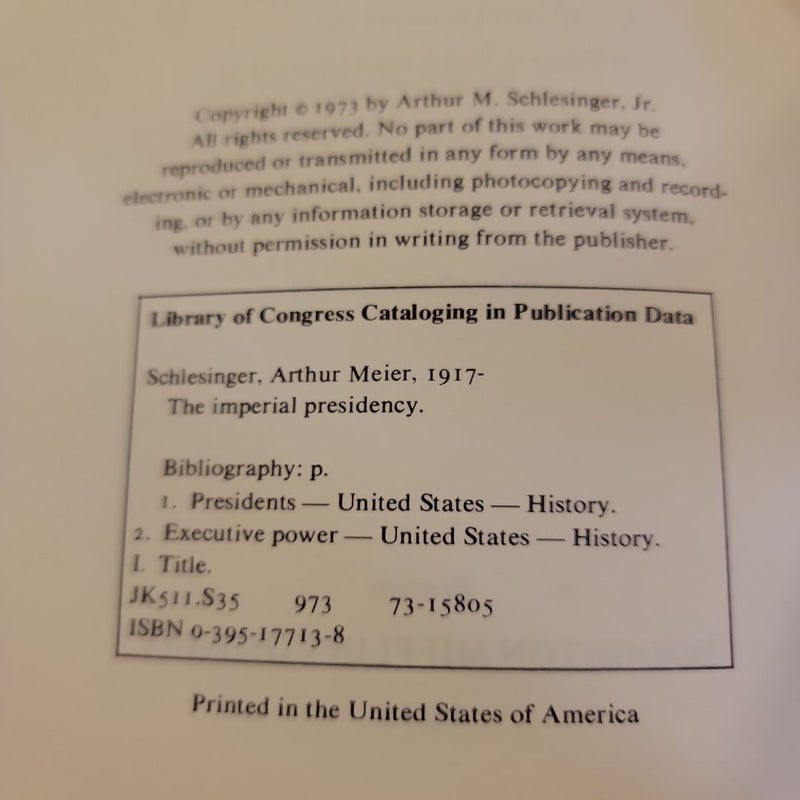 Copyright © 1973 by Arthur M. Schlesinger, Jr.
All rights reserved. No part of this work may be
reproduced or transmitted in any form by any means,
electronic or mechanical, including photocopying and record-
ing, or by any information storage or retrieval system,
without permission in writing from the publisher.
Library of Congress Cataloging in Publication Data
Schlesinger, Arthur Meier, 1917-
The imperial presidency.
Bibliography: p.
1. Presidents — United States — History.
2. Executive power — United States — History.
I. Title.
JK511.S35 973 73-15805
ISBN 0-395-17713-8
Printed in the United States of America